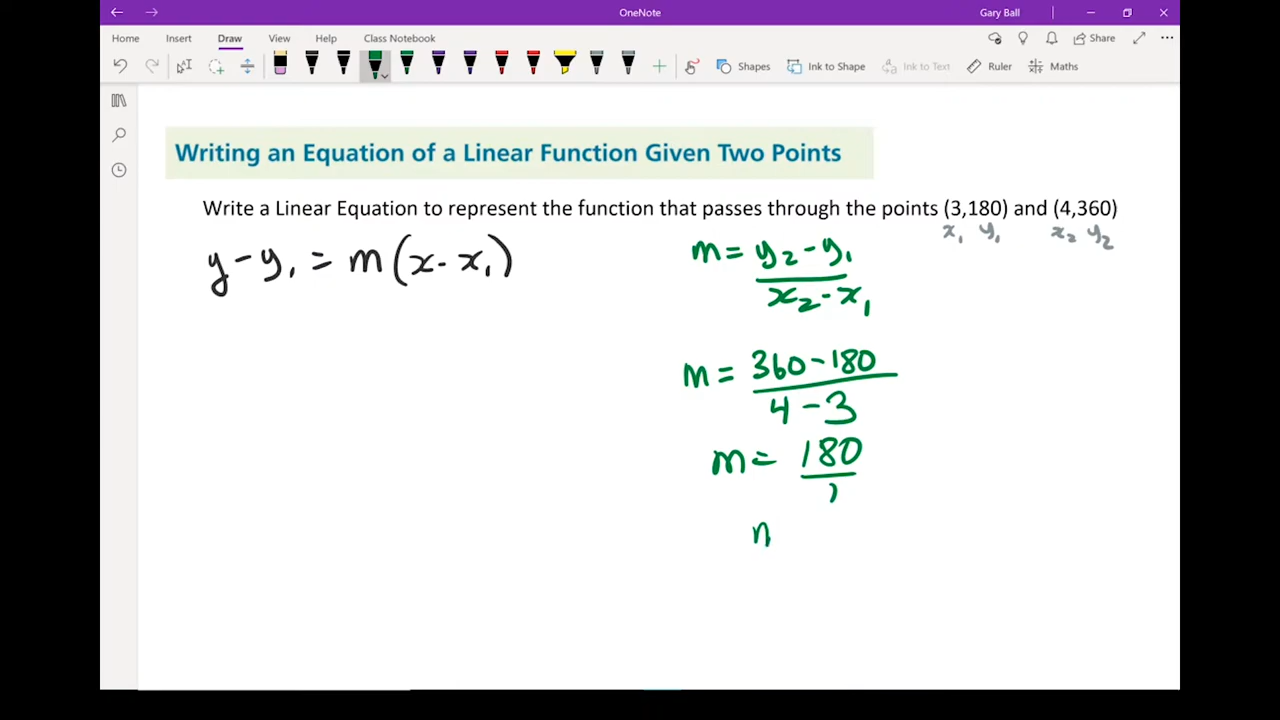 OneNote
Gary Ball
Home Insert Draw View Help Class Notebook
Share
Shapes Ink to Shape Ink to Text Ruler Maths
Writing an Equation of a Linear Function Given Two Points
Write a Linear Equation to represent the function that passes through the points (3,180) and (4,360)
x₁ y₁ x₂ y₂
y - y₁ = m(x - x₁)
m = y₂ - y₁
x₂ - x₁
m = 360 - 180
4 - 3
m = 180
1
n